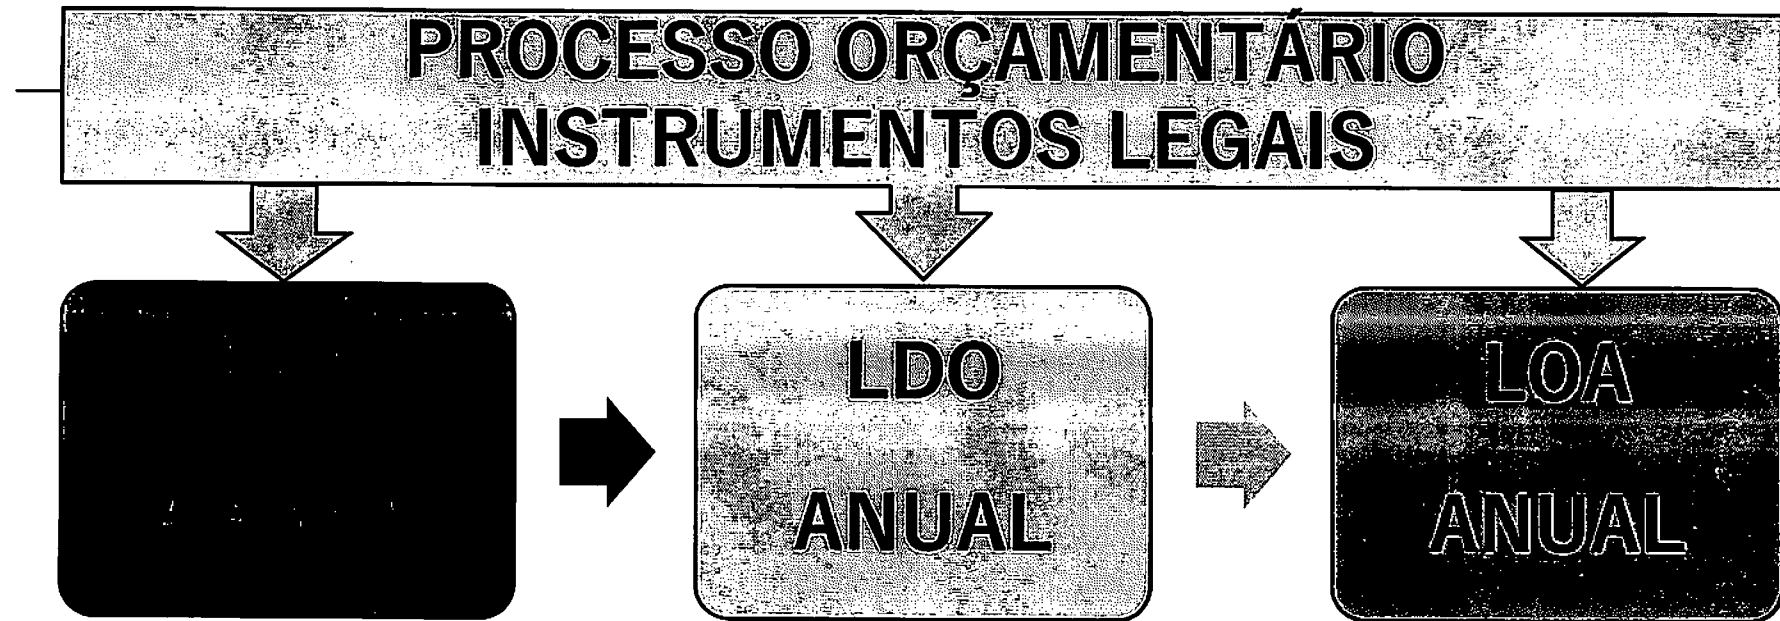 PROCESSO ORÇAMENTÁRIO
INSTRUMENTOS LEGAIS
LDO
ANUAL
LOA
ANUAL